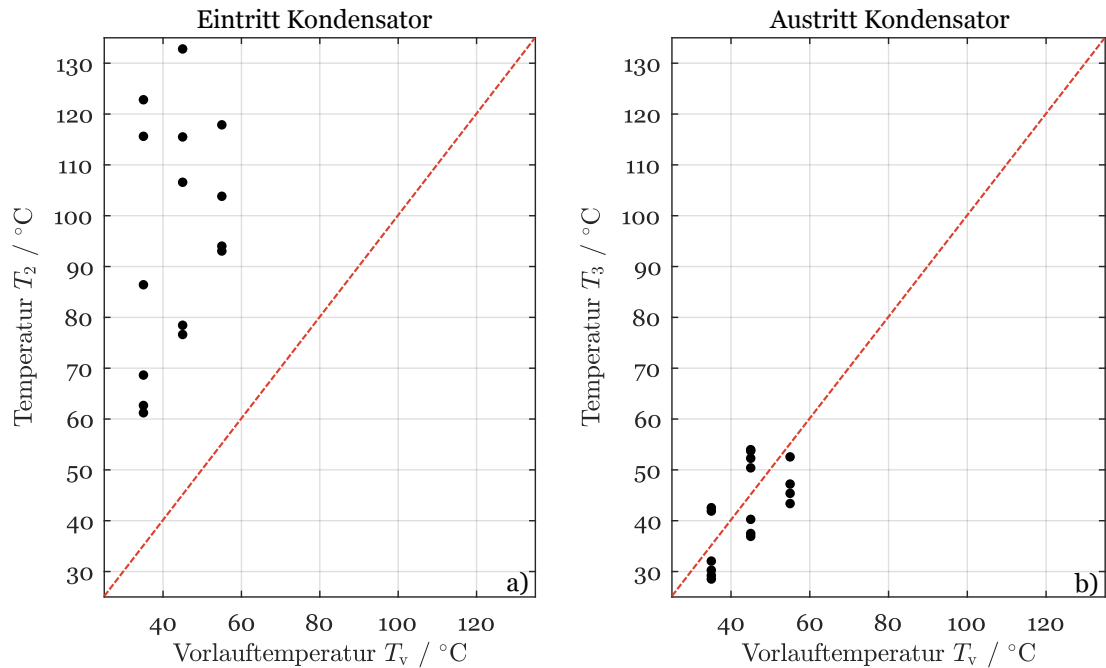 Eintritt Kondensator
Temperatur T₂ / °C
130
120
110
100
90
80
70
60
50
40
30
a)
40 60 80 100 120
Vorlauftemperatur Tᵥ / °C
Austritt Kondensator
Temperatur T₃ / °C
130
120
110
100
90
80
70
60
50
40
30
b)
40 60 80 100 120
Vorlauftemperatur Tᵥ / °C